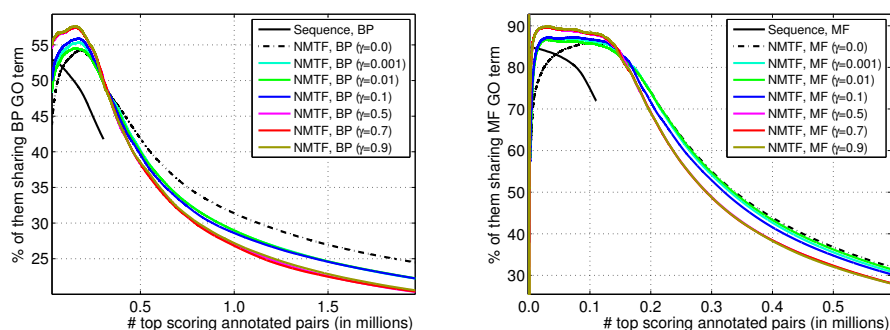 % of them sharing BP GO term
55
50
45
40
35
30
25
0.5
1.0
1.5
# top scoring annotated pairs (in millions)
Sequence, BP
NMTF, BP (γ=0.0)
NMTF, BP (γ=0.001)
NMTF, BP (γ=0.01)
NMTF, BP (γ=0.1)
NMTF, BP (γ=0.5)
NMTF, BP (γ=0.7)
NMTF, BP (γ=0.9)
% of them sharing MF GO term
90
80
70
60
50
40
30
0.0
0.1
0.2
0.3
0.4
0.5
# top scoring annotated pairs (in millions)
Sequence, MF
NMTF, MF (γ=0.0)
NMTF, MF (γ=0.001)
NMTF, MF (γ=0.01)
NMTF, MF (γ=0.1)
NMTF, MF (γ=0.5)
NMTF, MF (γ=0.7)
NMTF, MF (γ=0.9)